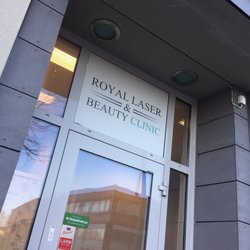 ROYAL LASER
&
BEAUTY CLINIC